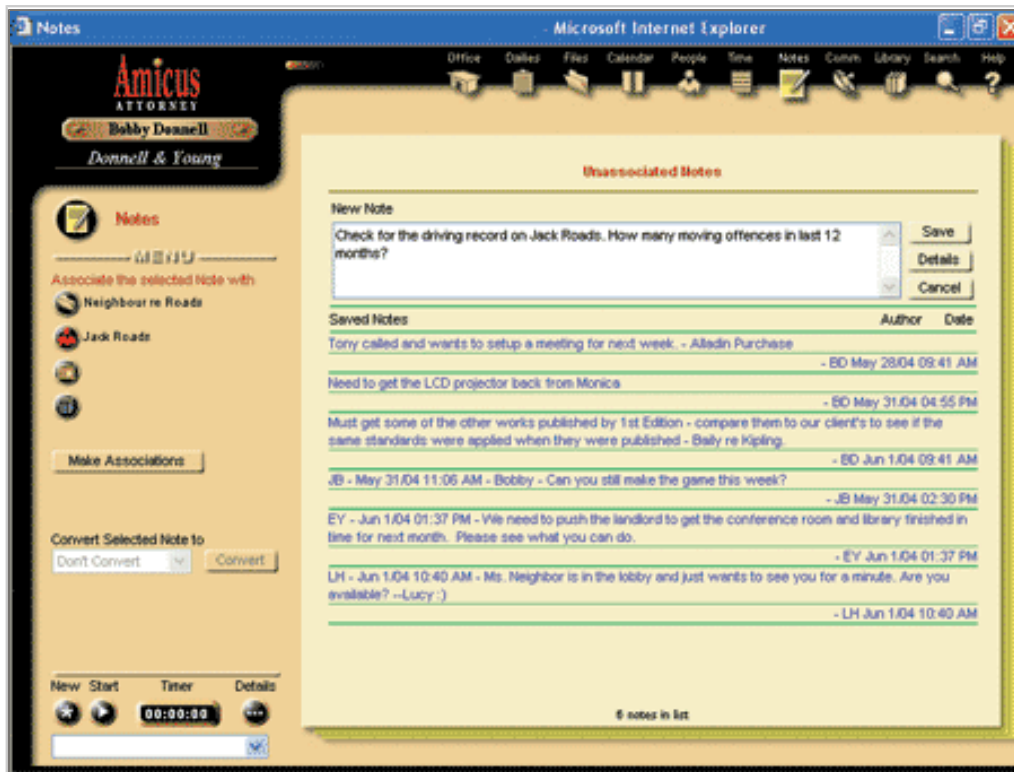 Notes
Microsoft Internet Explorer
Office Dailies Files Calendar People Time Notes Comm Library Search Help
Amicus
ATTORNEY
Bobby Donnell
Donnell & Young
Notes
MENU
Associate the selected Note with
Neighbour re Roads
Jack Roads
Make Associations
Convert Selected Note to
Don't Convert
Convert
New Start Timer Details
00:00:00
Unassociated Notes
New Note
Check for the driving record on Jack Roads. How many moving offences in last 12
months?
Save
Details
Cancel
Saved Notes Author Date
Tony called and wants to setup a meeting for next week. - Alladin Purchase
- BD May 28/04 09:41 AM
Need to get the LCD projector back from Monica
- BD May 31/04 04:55 PM
Must get some of the other works published by 1st Edition - compare them to our client's to see if the
same standards were applied when they were published - Baily re Kipling.
- BD Jun 1/04 09:41 AM
JB - May 31/04 11:06 AM - Bobby - Can you still make the game this week?
- JB May 31/04 02:30 PM
EY - Jun 1/04 01:37 PM - We need to push the landlord to get the conference room and library finished in
time for next month. Please see what you can do.
- EY Jun 1/04 01:37 PM
LH - Jun 1/04 10:40 AM - Ms. Neighbor is in the lobby and just wants to see you for a minute. Are you
available? --Lucy :)
- LH Jun 1/04 10:40 AM
6 notes in list